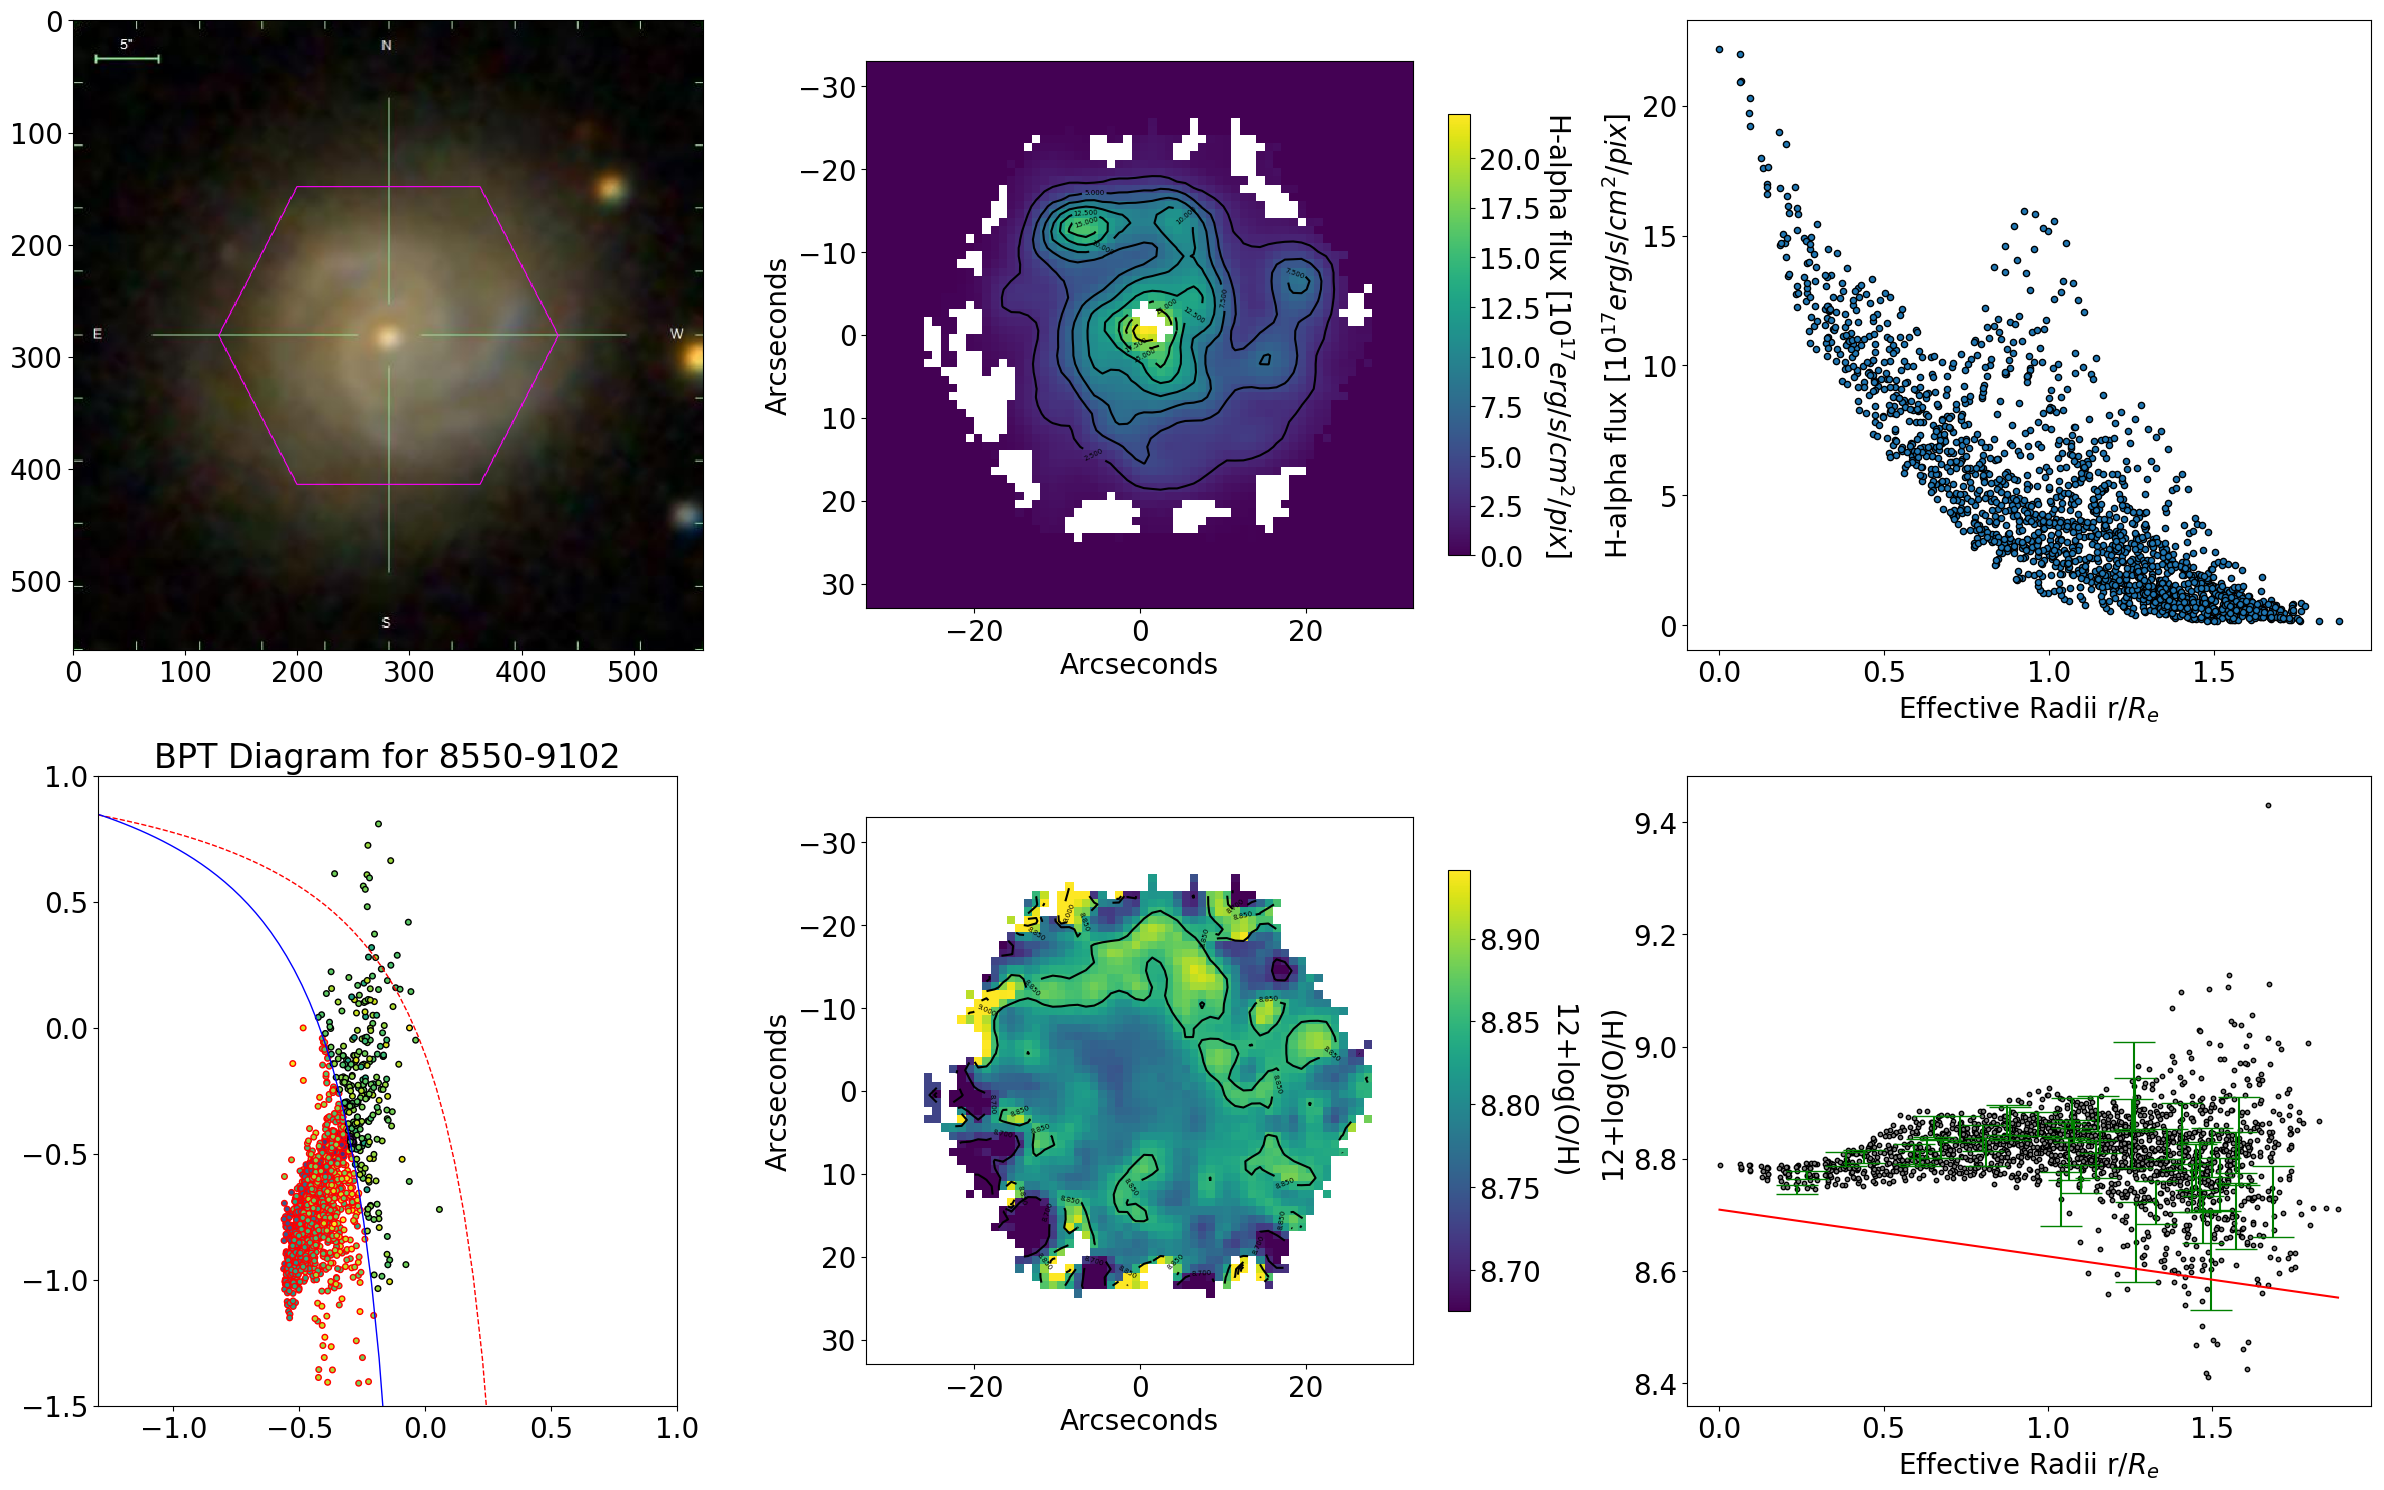 0
100
200
300
400
500
0 100 200 300 400 500
5"
N
E
W
S
−30
−20
−10
0
10
20
30
−20 0 20
Arcseconds
Arcseconds
20.0
17.5
15.0
12.5
10.0
7.5
5.0
2.5
0.0
H-alpha flux [10^17 erg/s/cm^2/pix]
H-alpha flux [10^17 erg/s/cm^2/pix]
20
15
10
5
0
0.0 0.5 1.0 1.5
Effective Radii r/R_e
BPT Diagram for 8550-9102
1.0
0.5
0.0
−0.5
−1.0
−1.5
−1.0 −0.5 0.0 0.5 1.0
−30
−20
−10
0
10
20
30
−20 0 20
Arcseconds
Arcseconds
8.90
8.85
8.80
8.75
8.70
12+log(O/H)
12+log(O/H)
9.4
9.2
9.0
8.8
8.6
8.4
0.0 0.5 1.0 1.5
Effective Radii r/R_e